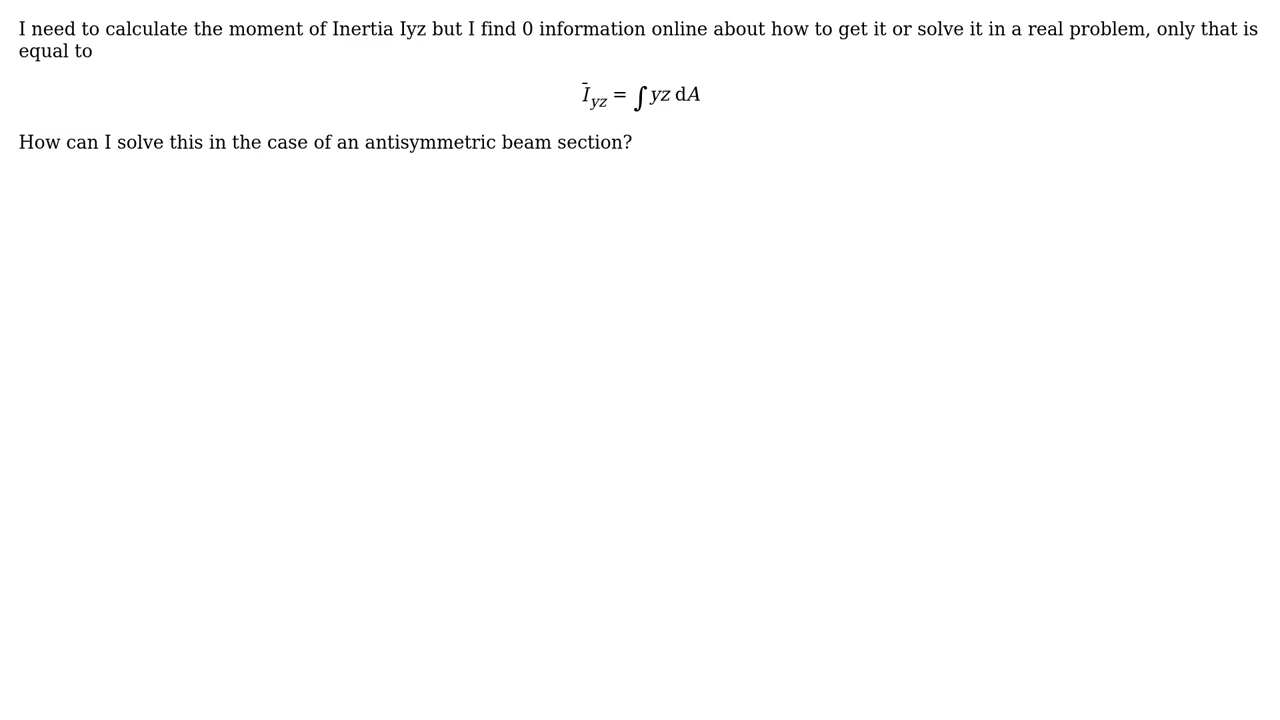 I need to calculate the moment of Inertia Iyz but I find 0 information online about how to get it or solve it in a real problem, only that is
equal to
Īyz = ∫ yz dA
How can I solve this in the case of an antisymmetric beam section?